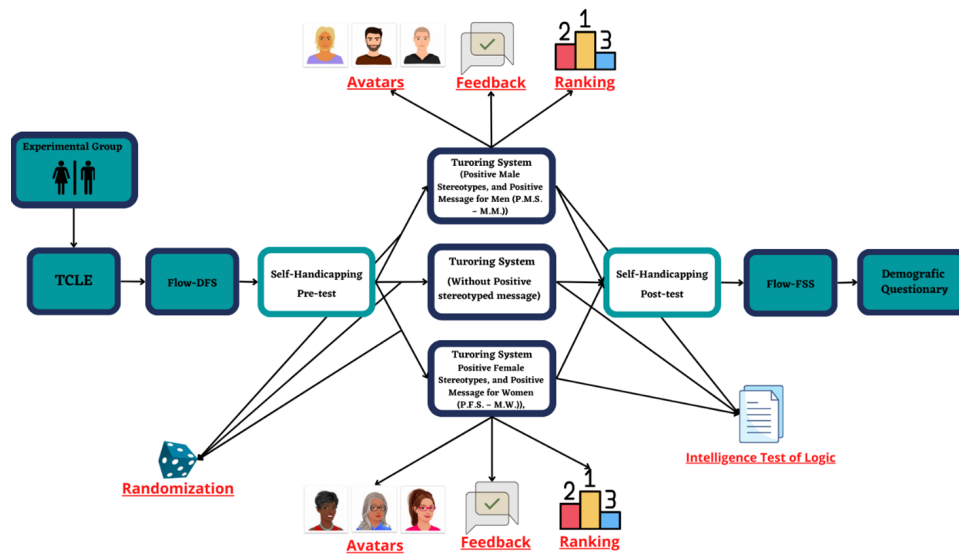 2 1 3
Avatars
Feedback
Ranking
Experimental Group
Turoring System
(Positive Male
Stereotypes, and Positive
Message for Men (P.M.S.
– M.M.))
TCLE
Flow-DFS
Self-Handicapping
Pre-test
Turoring System
(Without Positive
stereotyped message)
Self-Handicapping
Post-test
Flow-FSS
Demografic
Questionary
Turoring System
Positive Female
Stereotypes, and Positive
Message for Women
(P.F.S. – M.W.)),
Randomization
Intelligence Test of Logic
2 1 3
Avatars
Feedback
Ranking